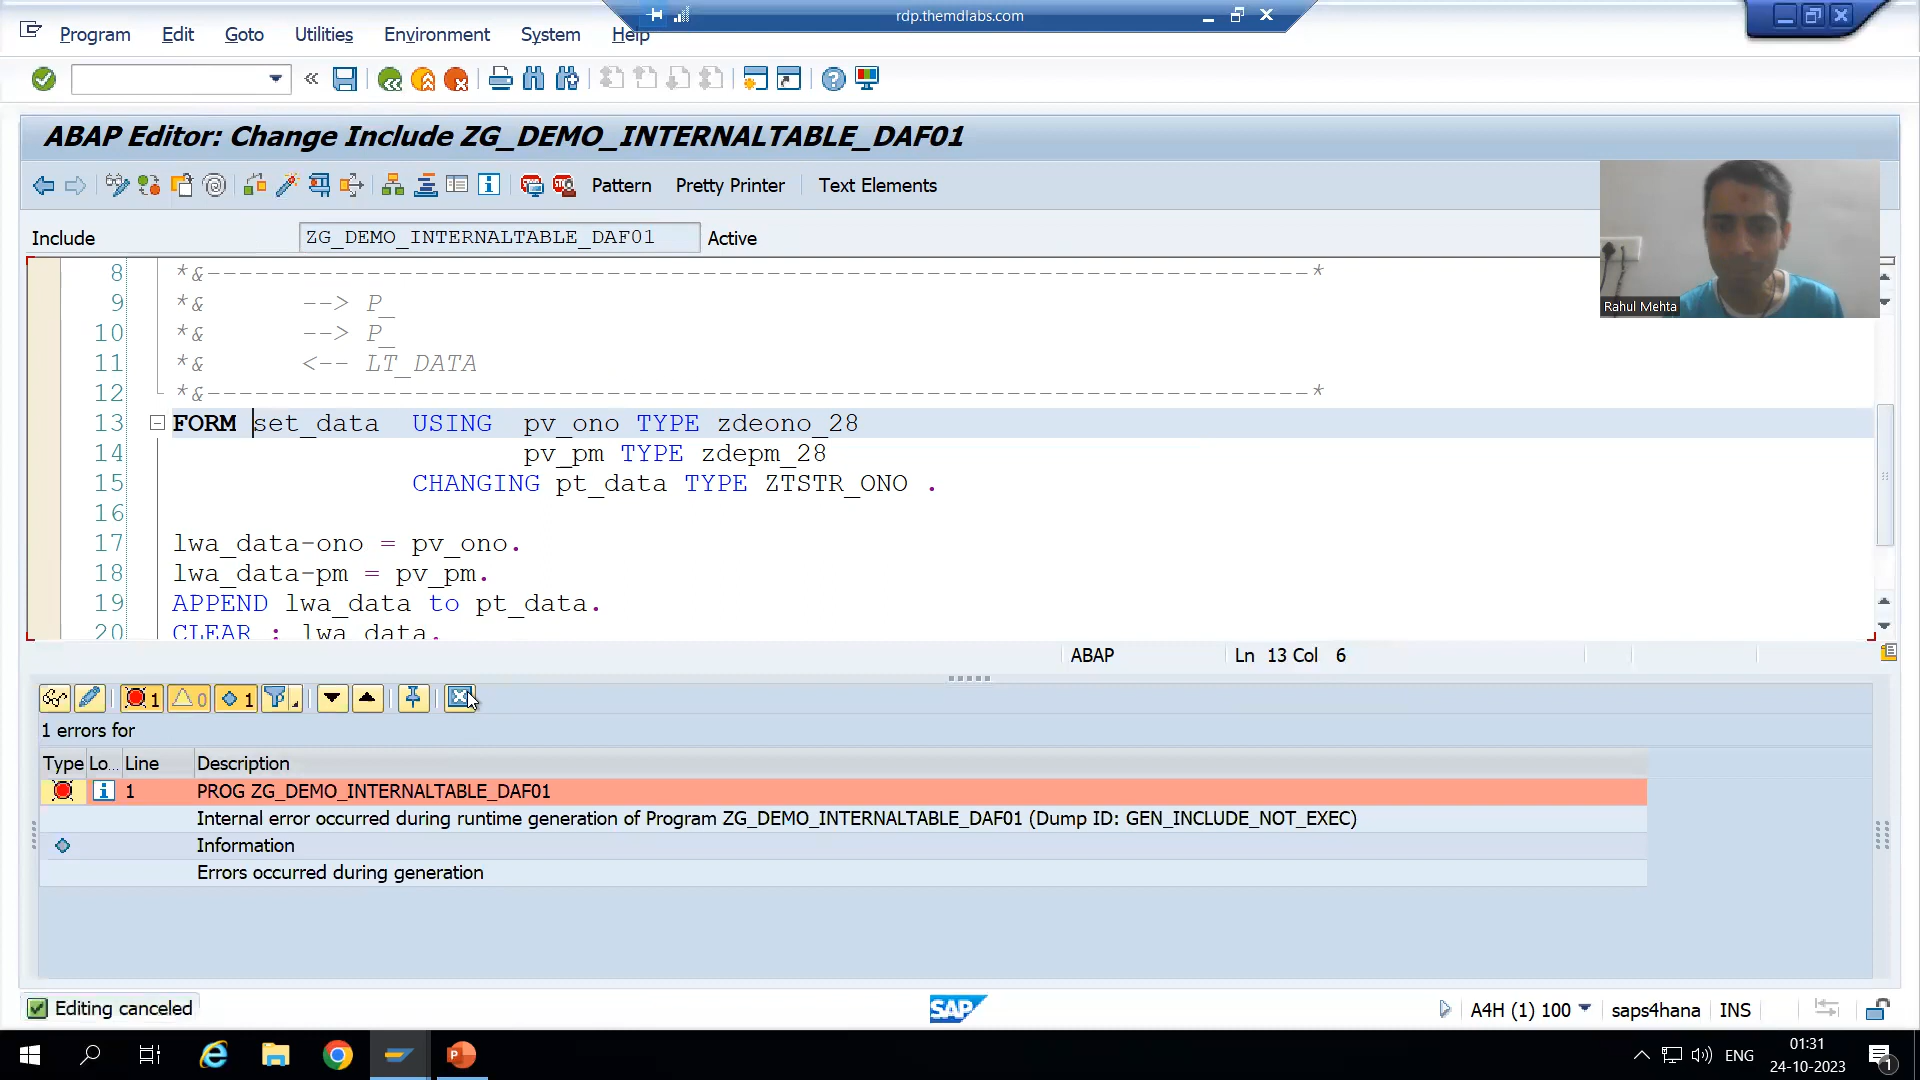 rdp.themdlabs.com
Program Edit Goto Utilities Environment System Help
ABAP Editor: Change Include ZG_DEMO_INTERNALTABLE_DAF01
Pattern Pretty Printer Text Elements
Include ZG_DEMO_INTERNALTABLE_DAF01 Active
Rahul Mehta
8 *&---------------------------------------------------------------------*
9 *& --> P_
10 *& --> P_
11 *& <-- LT_DATA
12 *&---------------------------------------------------------------------*
13 FORM set_data USING pv_ono TYPE zdeono_28
14 pv_pm TYPE zdepm_28
15 CHANGING pt_data TYPE ZTSTR_ONO .
16
17 lwa_data-ono = pv_ono.
18 lwa_data-pm = pv_pm.
19 APPEND lwa_data to pt_data.
20 CLEAR : lwa_data.
ABAP Ln 13 Col 6
1 0 1
1 errors for
Type Lo... Line Description
1 PROG ZG_DEMO_INTERNALTABLE_DAF01
Internal error occurred during runtime generation of Program ZG_DEMO_INTERNALTABLE_DAF01 (Dump ID: GEN_INCLUDE_NOT_EXEC)
Information
Errors occurred during generation
Editing canceled SAP A4H (1) 100 saps4hana INS
ENG 01:31
24-10-2023
1